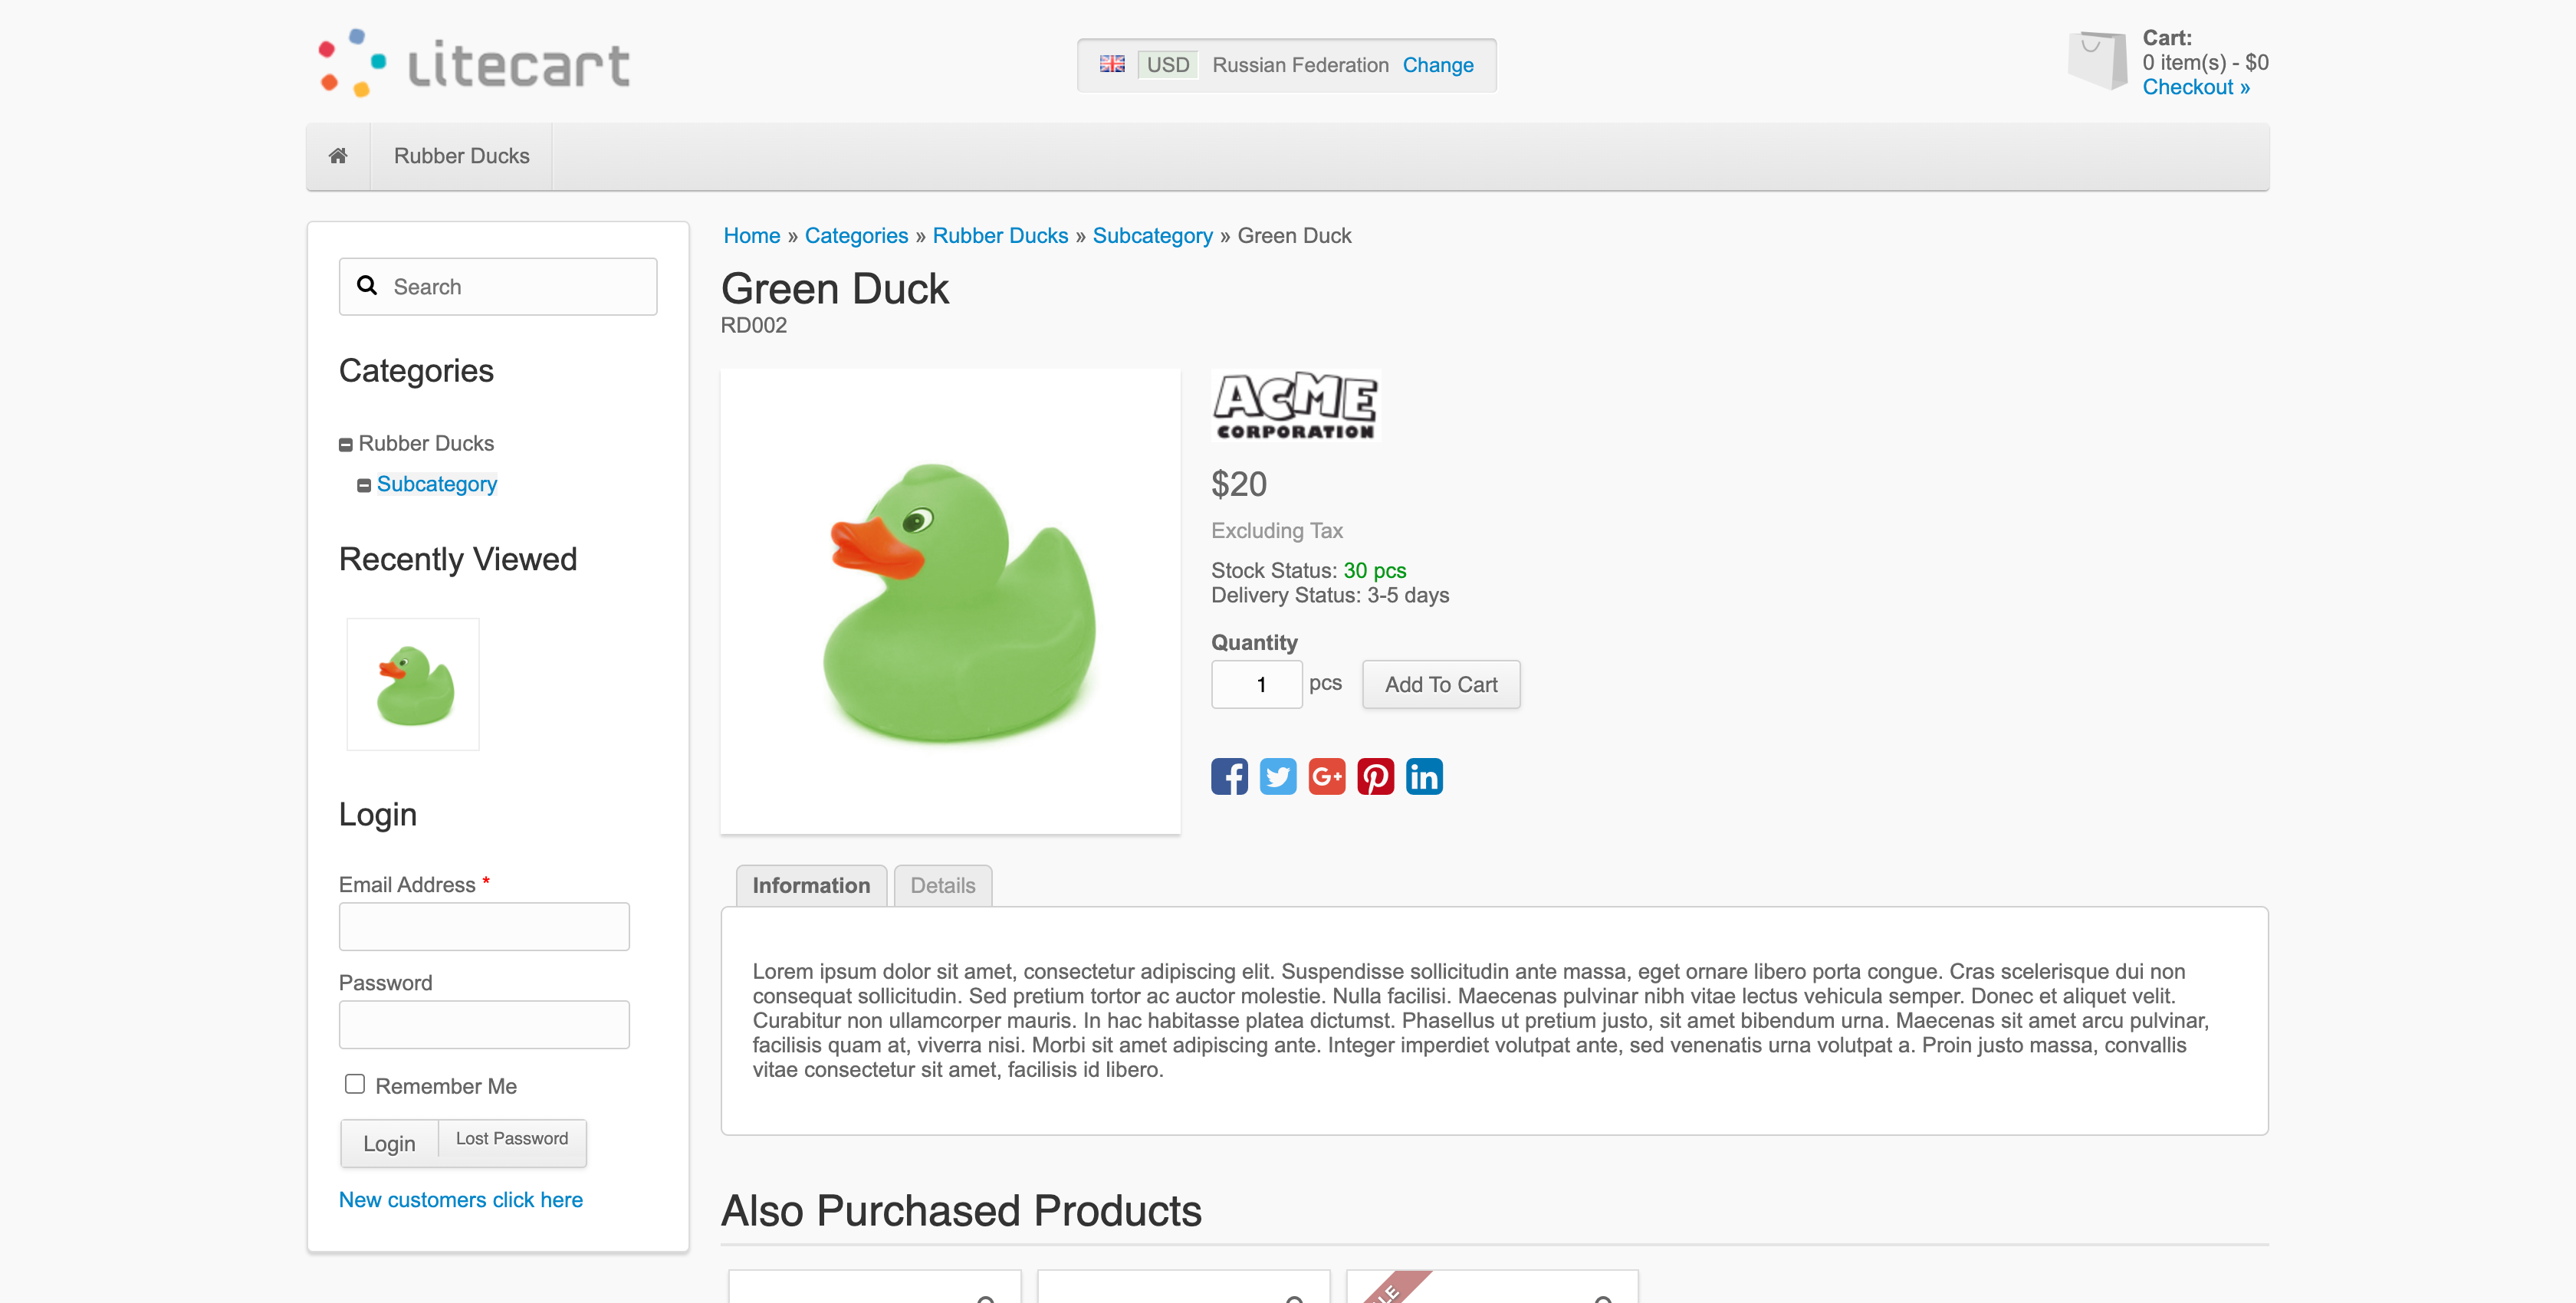 Litecart
USD Russian Federation Change
Cart:
0 item(s) - $0
Checkout »
Rubber Ducks
Search
Categories
Rubber Ducks
Subcategory
Recently Viewed
Login
Email Address *
Password
Remember Me
Login Lost Password
New customers click here
Home » Categories » Rubber Ducks » Subcategory » Green Duck
Green Duck
RD002
ACME
CORPORATION
$20
Excluding Tax
Stock Status: 30 pcs
Delivery Status: 3-5 days
Quantity
1 pcs Add To Cart
Information Details
Lorem ipsum dolor sit amet, consectetur adipiscing elit. Suspendisse sollicitudin ante massa, eget ornare libero porta congue. Cras scelerisque dui non
consequat sollicitudin. Sed pretium tortor ac auctor molestie. Nulla facilisi. Maecenas pulvinar nibh vitae lectus vehicula semper. Donec et aliquet velit.
Curabitur non ullamcorper mauris. In hac habitasse platea dictumst. Phasellus ut pretium justo, sit amet bibendum urna. Maecenas sit amet arcu pulvinar,
facilisis quam at, viverra nisi. Morbi sit amet adipiscing ante. Integer imperdiet volutpat ante, sed venenatis urna volutpat a. Proin justo massa, convallis
vitae consectetur sit amet, facilisis id libero.
Also Purchased Products